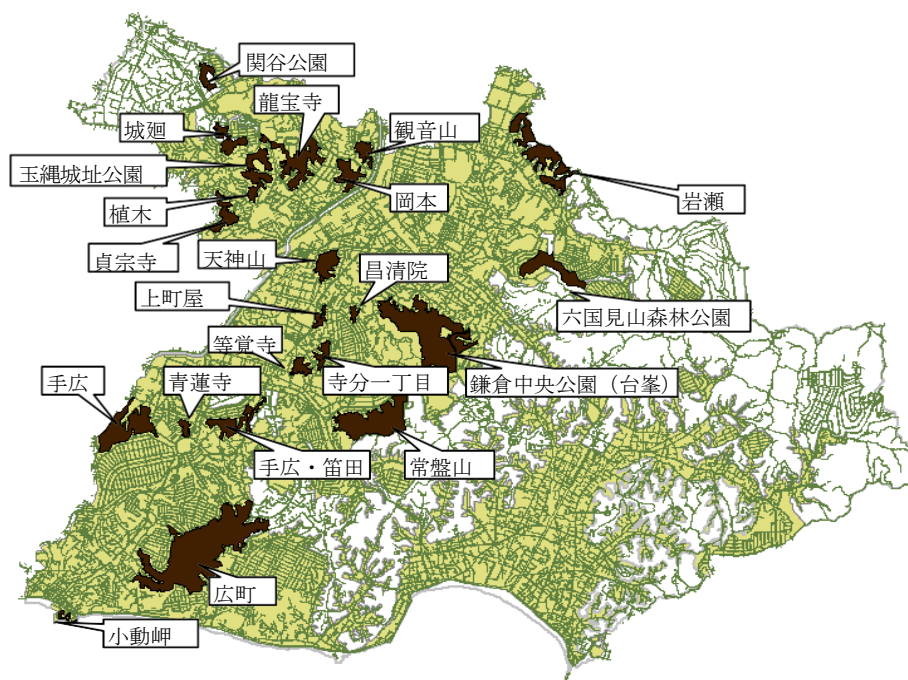 関谷公園
龍宝寺
城廻
観音山
玉縄城址公園
岡本
岩瀬
植木
貞宗寺
天神山
昌清院
上町屋
六国見山森林公園
等覚寺
手広
青蓮寺
寺分一丁目
鎌倉中央公園（台峯）
手広・笛田
常盤山
広町
小動岬